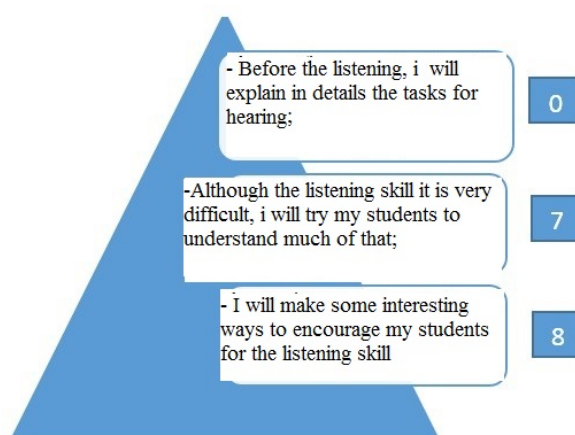 - Before the listening, i will
explain in details the tasks for
hearing;
0
-Although the listening skill it is very
difficult, i will try my students to
understand much of that;
7
- I will make some interesting
ways to encourage my students
for the listening skill
8